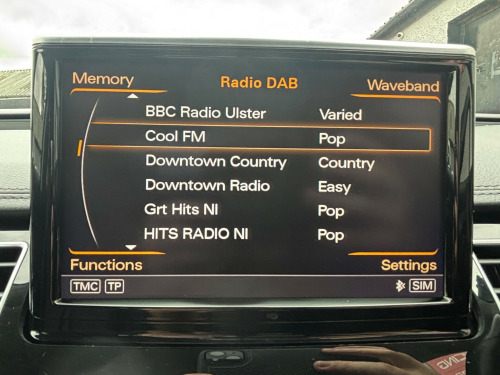 Memory Radio DAB Waveband
BBC Radio Ulster Varied
Cool FM Pop
Downtown Country Country
Downtown Radio Easy
Grt Hits NI Pop
HITS RADIO NI Pop
Functions Settings
TMC TP SIM